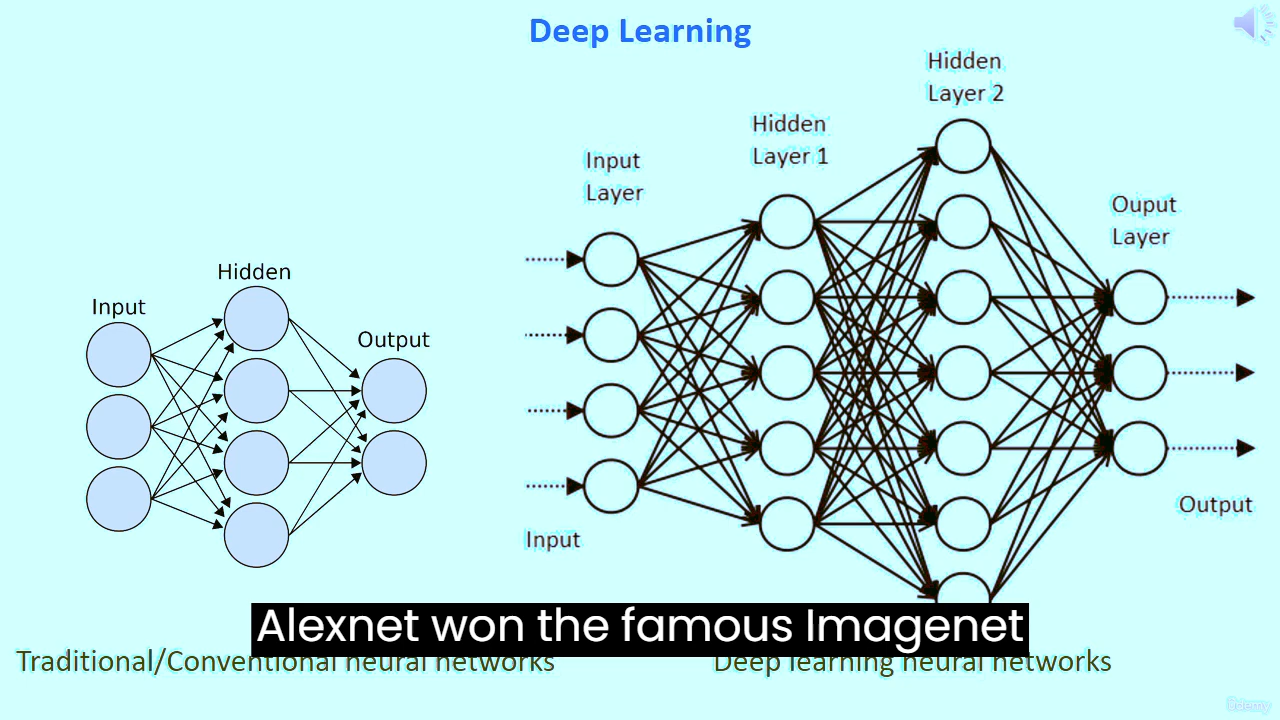 Deep Learning
Hidden
Layer 2
Hidden
Layer 1
Input
Layer
Ouput
Layer
Hidden
Input
Output
Output
Input
Alexnet won the famous Imagenet
Traditional/Conventional neural networks
Deep learning neural networks
Udemy